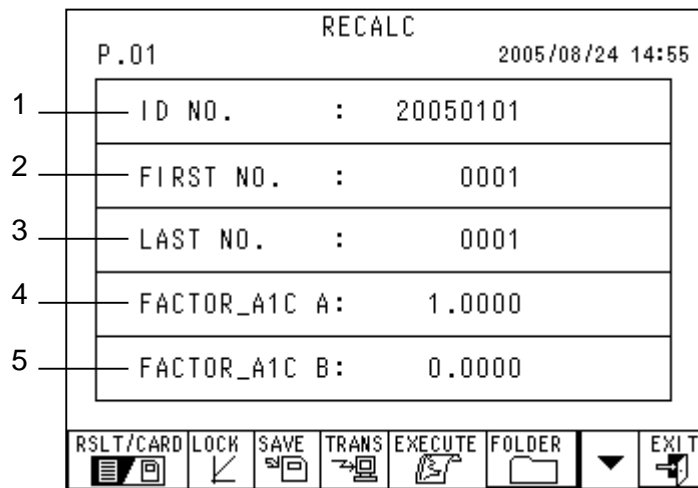 RECALC
P.01 2005/08/24 14:55
1 ID NO. : 20050101
2 FIRST NO. : 0001
3 LAST NO. : 0001
4 FACTOR_A1C A: 1.0000
5 FACTOR_A1C B: 0.0000
RSLT/CARD LOCK SAVE TRANS EXECUTE FOLDER EXIT